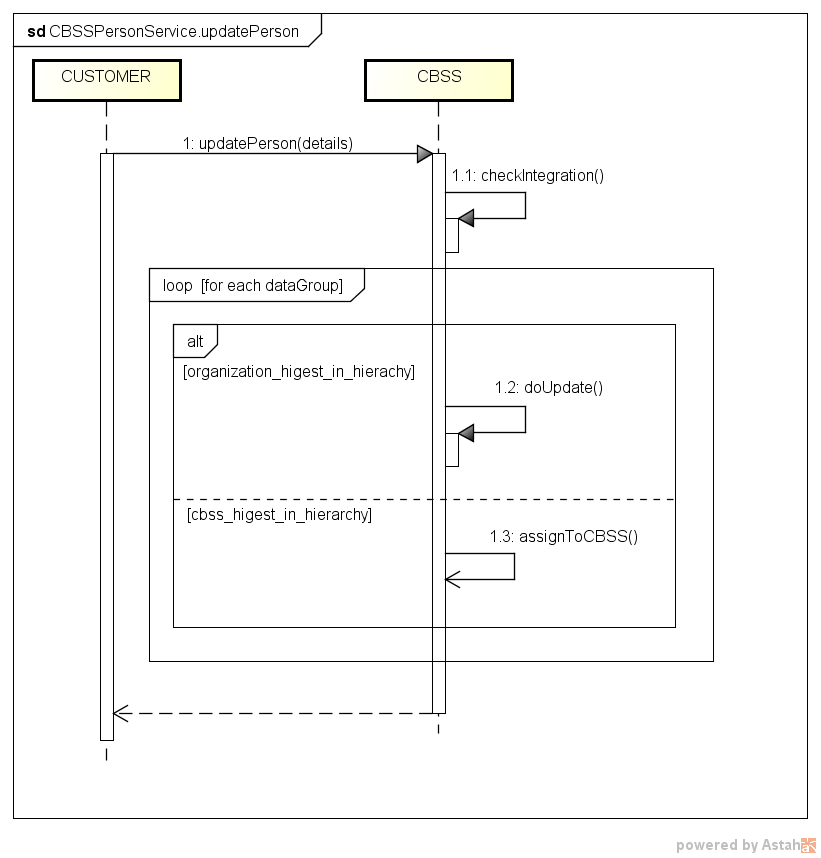 sd CBSSPersonService.updatePerson
CUSTOMER
CBSS
1: updatePerson(details)
1.1: checkIntegration()
loop [for each dataGroup]
alt
[organization_higest_in_hierachy]
1.2: doUpdate()
[cbss_higest_in_hierarchy]
1.3: assignToCBSS()
powered by Astah